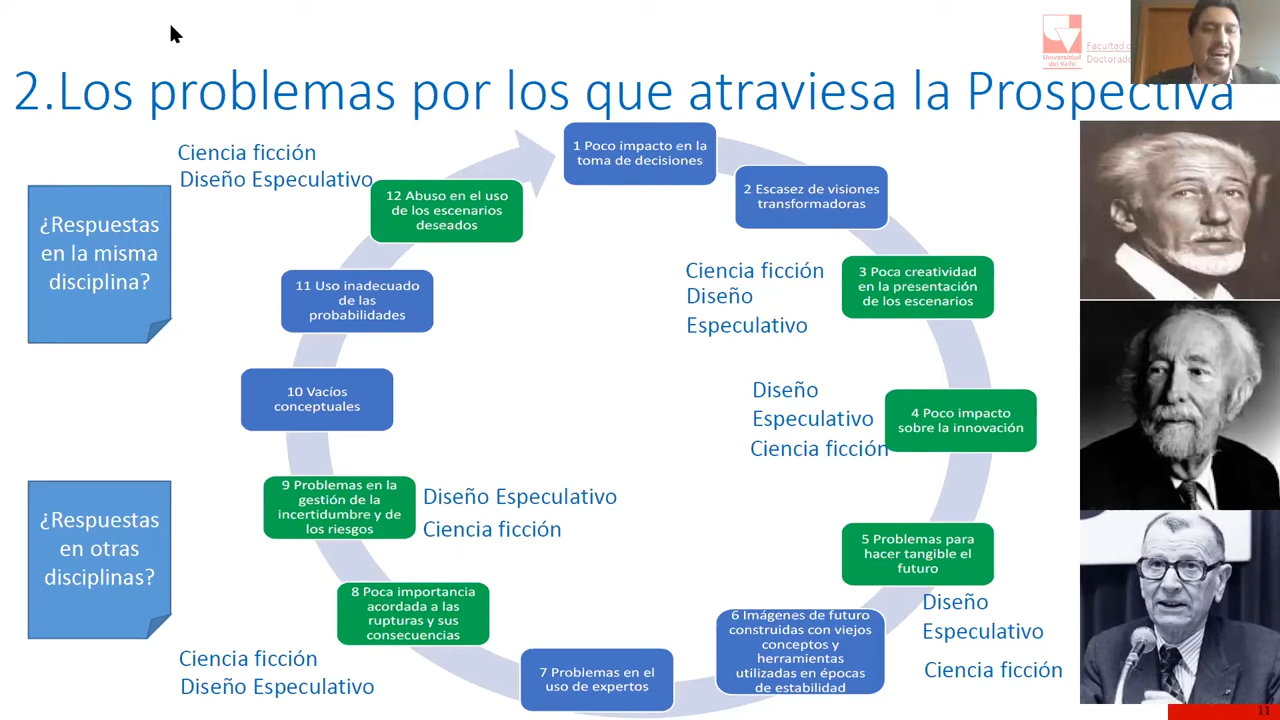 Universidad
del Valle
Facultad d
Doctorado
2.Los problemas por los que atraviesa la Prospectiva
Ciencia ficción
Diseño Especulativo
¿Respuestas
en la misma
disciplina?
¿Respuestas
en otras
disciplinas?
1 Poco impacto en la
toma de decisiones
2 Escasez de visiones
transformadoras
Ciencia ficción
Diseño
Especulativo
3 Poca creatividad
en la presentación
de los escenarios
Diseño
Especulativo
Ciencia ficción
4 Poco impacto
sobre la innovación
5 Problemas para
hacer tangible el
futuro
Diseño
Especulativo
Ciencia ficción
6 Imágenes de futuro
construidas con viejos
conceptos y
herramientas
utilizadas en épocas
de estabilidad
7 Problemas en el
uso de expertos
8 Poca importancia
acordada a las
rupturas y sus
consecuencias
Ciencia ficción
Diseño Especulativo
9 Problemas en la
gestión de la
incertidumbre y de
los riesgos
Diseño Especulativo
Ciencia ficción
10 Vacíos
conceptuales
11 Uso inadecuado
de las
probabilidades
12 Abuso en el uso
de los escenarios
deseados
11